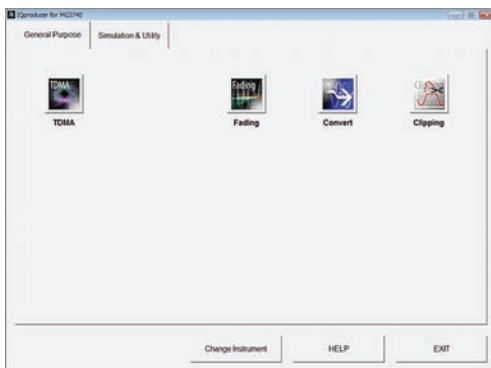 IQproducer for MG3740
General Purpose Simulation & Utility
TDMA Fading
TDMA Fading Convert Clipping
Change Instrument HELP EXIT